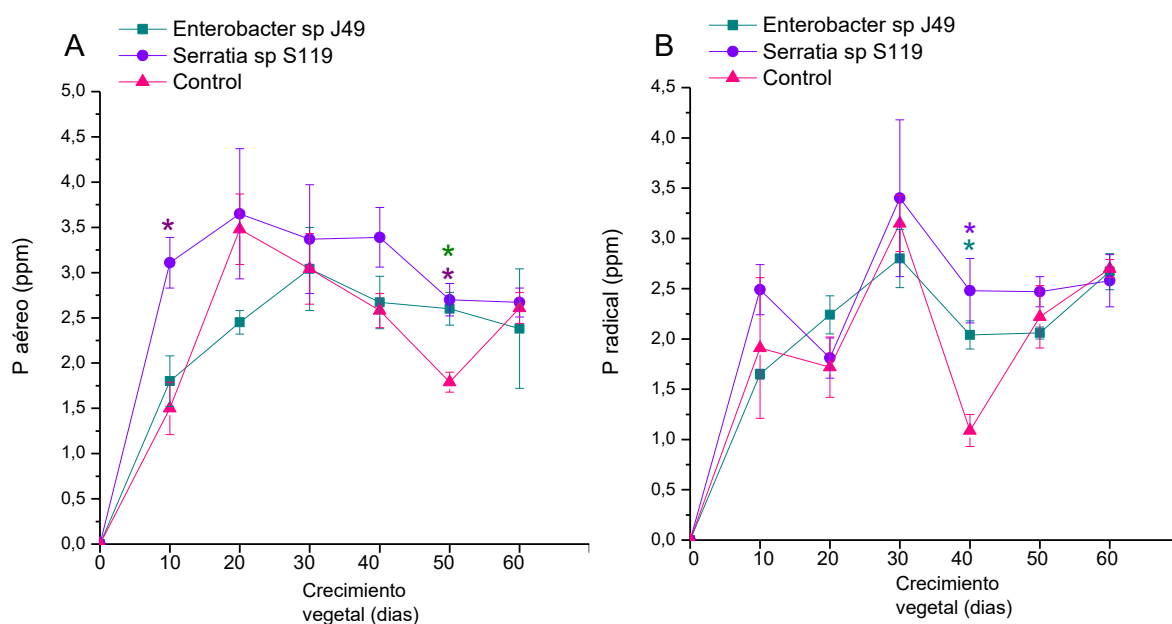 A
Enterobacter sp J49
Serratia sp S119
Control
5,0
4,5
4,0
3,5
3,0
2,5
2,0
1,5
1,0
0,5
0,0
P aéreo (ppm)
*
*
*
0 10 20 30 40 50 60
Crecimiento
vegetal (dias)
B
Enterobacter sp J49
Serratia sp S119
Control
4,5
4,0
3,5
3,0
2,5
2,0
1,5
1,0
0,5
0,0
P radical (ppm)
*
*
0 10 20 30 40 50 60
Crecimiento
vegetal (dias)